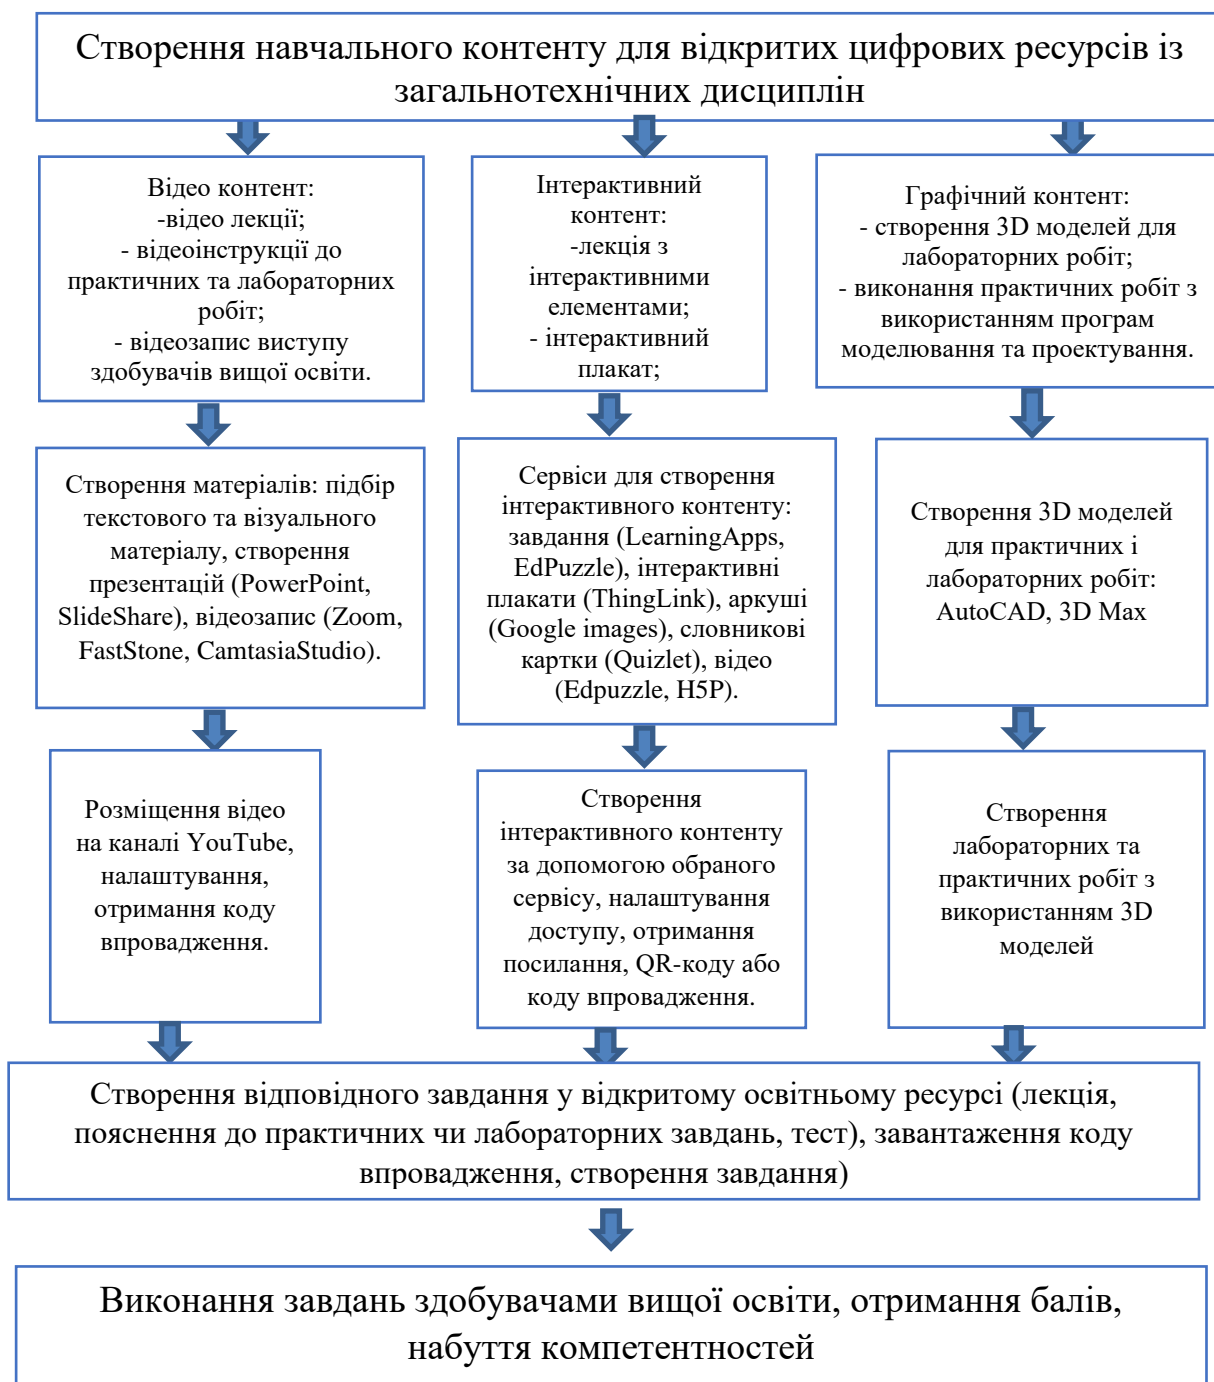 Створення навчального контенту для відкритих цифрових ресурсів із
загальнотехнічних дисциплін
Відео контент:
-відео лекції;
- відеоінструкції до
практичних та лабораторних
робіт;
- відеозапис виступу
здобувачів вищої освіти.
Інтерактивний
контент:
-лекція з
інтерактивними
елементами;
- інтерактивний
плакат;
Графічний контент:
- створення 3D моделей для
лабораторних робіт;
- виконання практичних робіт з
використанням програм
моделювання та проектування.
Створення матеріалів: підбір
текстового та візуального
матеріалу, створення
презентацій (PowerPoint,
SlideShare), відеозапис (Zoom,
FastStone, CamtasiaStudio).
Сервіси для створення
інтерактивного контенту:
завдання (LearningApps,
EdPuzzle), інтерактивні
плакати (ThingLink), аркуші
(Google images), словникові
картки (Quizlet), відео
(Edpuzzle, H5P).
Створення 3D моделей
для практичних і
лабораторних робіт:
AutoCAD, 3D Max
Розміщення відео
на каналі YouTube,
налаштування,
отримання коду
впровадження.
Створення
інтерактивного контенту
за допомогою обраного
сервісу, налаштування
доступу, отримання
посилання, QR-коду або
коду впровадження.
Створення
лабораторних та
практичних робіт з
використанням 3D
моделей
Створення відповідного завдання у відкритому освітньому ресурсі (лекція,
пояснення до практичних чи лабораторних завдань, тест), завантаження коду
впровадження, створення завдання)
Виконання завдань здобувачами вищої освіти, отримання балів,
набуття компетентностей